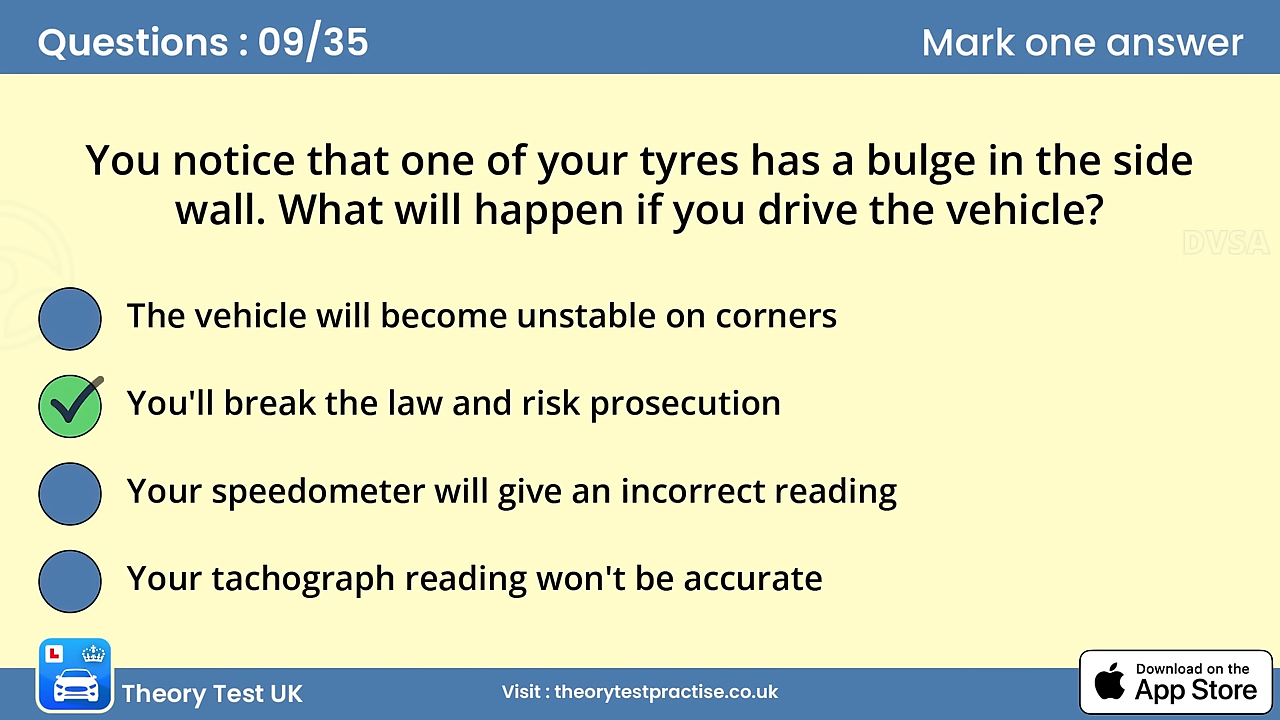 Questions : 09/35
Mark one answer
You notice that one of your tyres has a bulge in the side
wall. What will happen if you drive the vehicle?
DVSA
The vehicle will become unstable on corners
You'll break the law and risk prosecution
Your speedometer will give an incorrect reading
Your tachograph reading won't be accurate
L
Theory Test UK
Visit : theorytestpractise.co.uk
Download on the
App Store